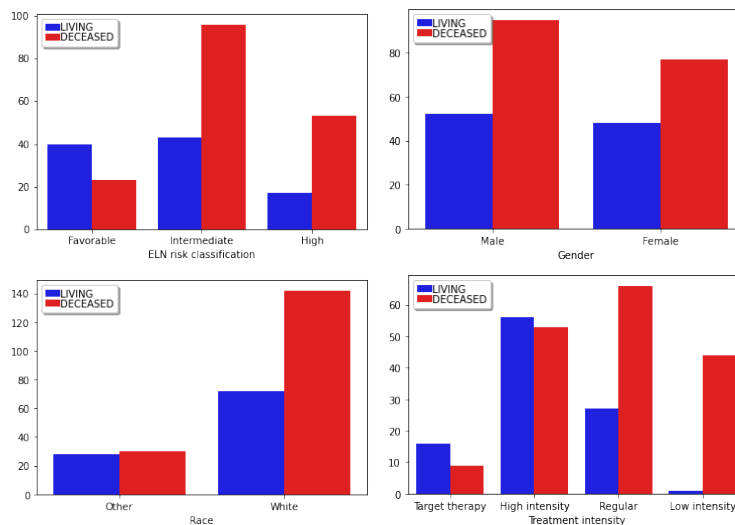 LIVING
DECEASED
100
80
60
40
20
0
Favorable Intermediate High
ELN risk classification
LIVING
DECEASED
80
60
40
20
0
Male Female
Gender
LIVING
DECEASED
140
120
100
80
60
40
20
0
Other White
Race
LIVING
DECEASED
60
50
40
30
20
10
0
Target therapy High intensity Regular Low intensity
Treatment intensity